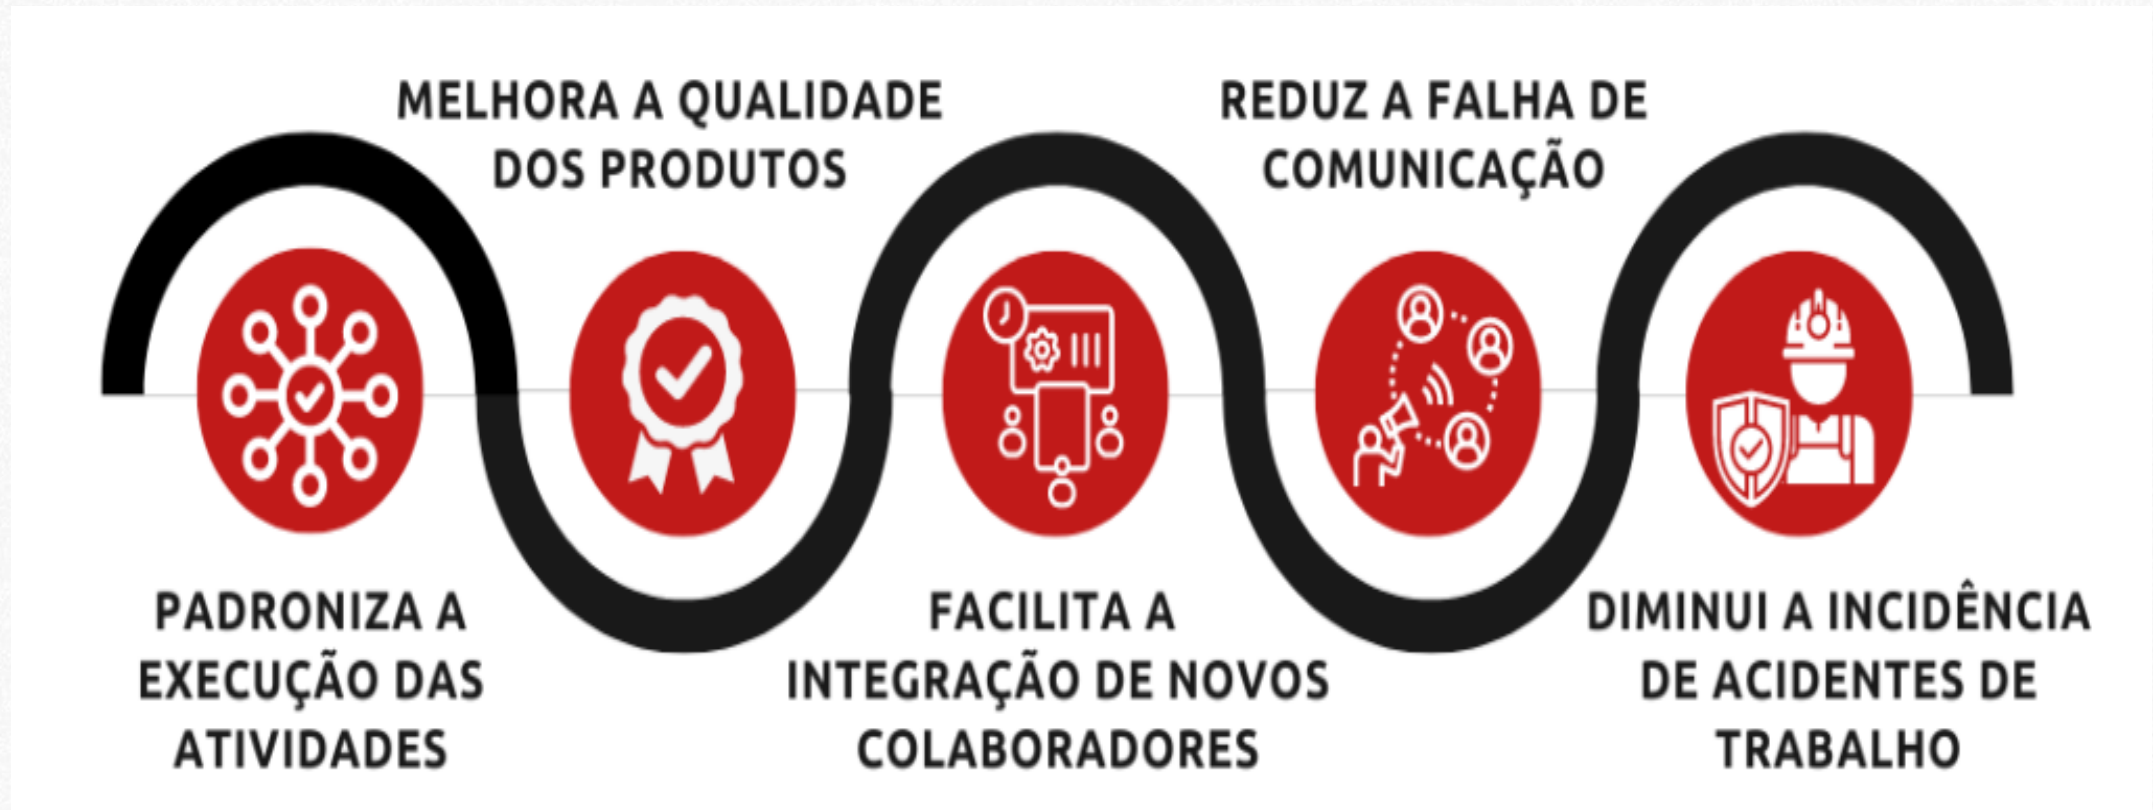 MELHORA A QUALIDADE
DOS PRODUTOS
REDUZ A FALHA DE
COMUNICAÇÃO
PADRONIZA A
EXECUÇÃO DAS
ATIVIDADES
FACILITA A
INTEGRAÇÃO DE NOVOS
COLABORADORES
DIMINUI A INCIDÊNCIA
DE ACIDENTES DE
TRABALHO